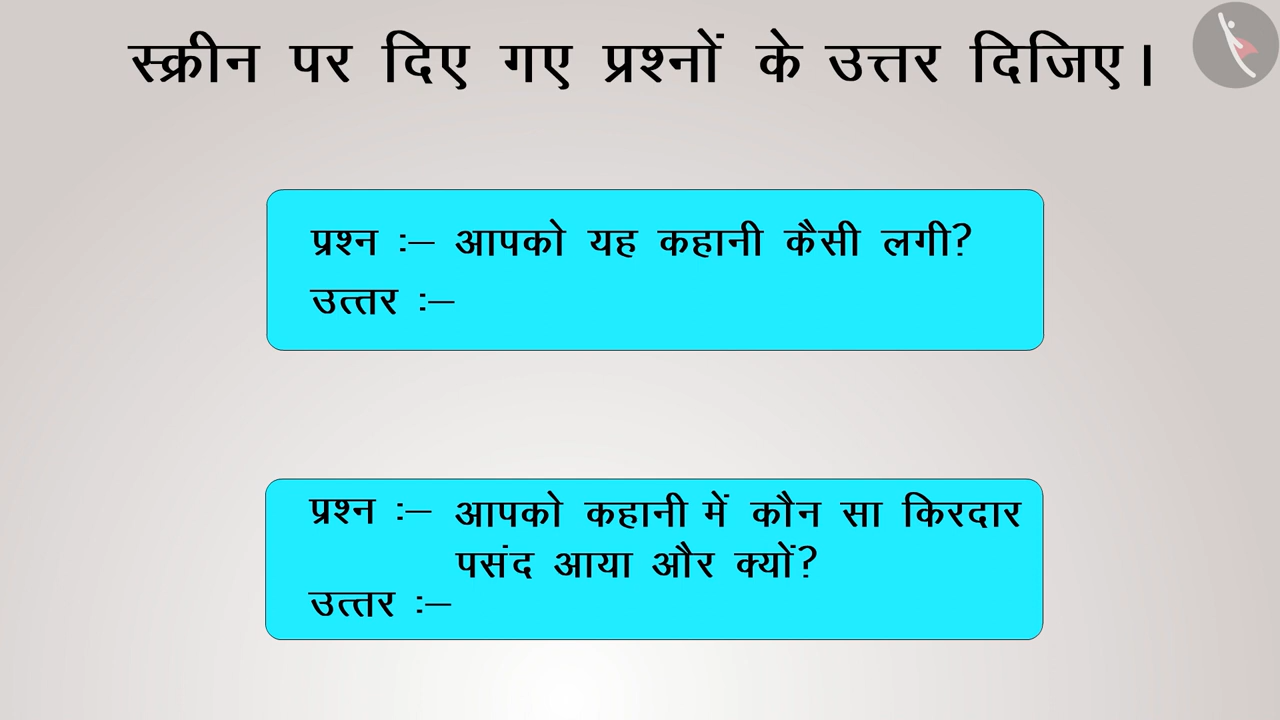 स्क्रीन पर दिए गए प्रश्नों के उत्तर दिजिए।
प्रश्न :– आपको यह कहानी कैसी लगी?
उत्तर :–
प्रश्न :– आपको कहानी में कौन सा किरदार
पसंद आया और क्यों?
उत्तर :–